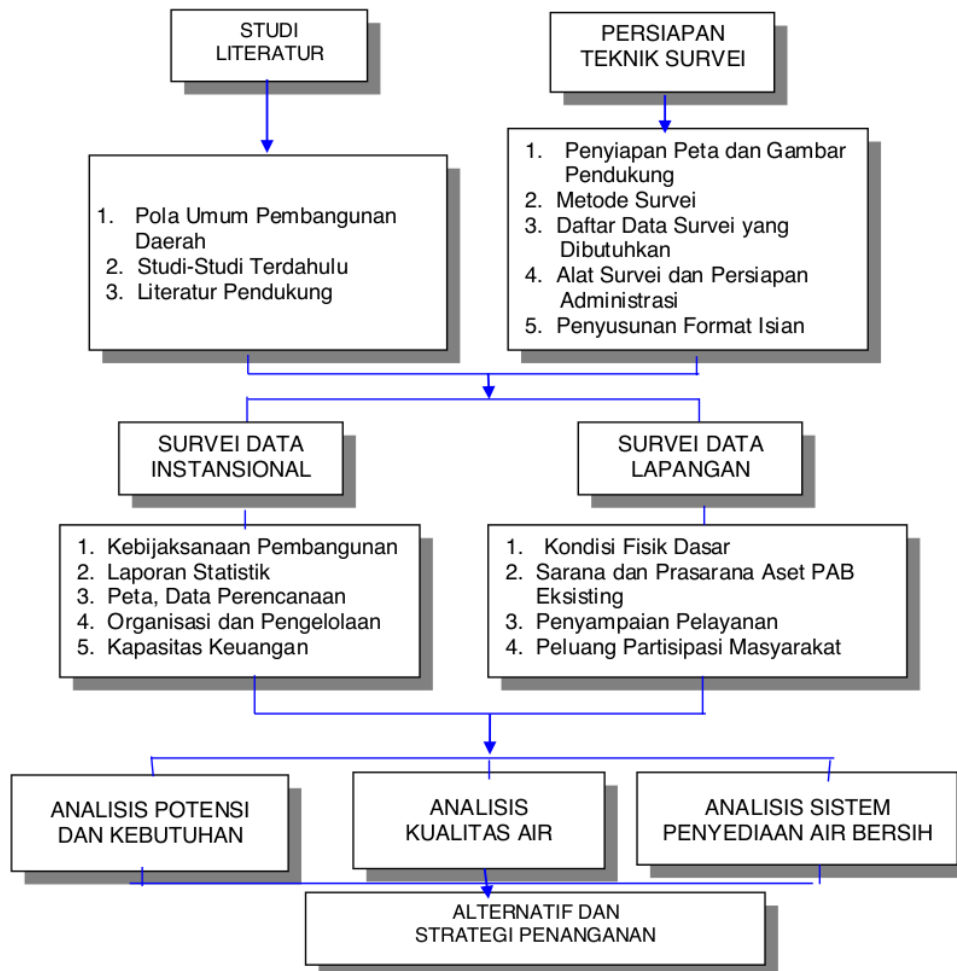 STUDI
LITERATUR
PERSIAPAN
TEKNIK SURVEI
1. Pola Umum Pembangunan
Daerah
2. Studi-Studi Terdahulu
3. Literatur Pendukung
1. Penyiapan Peta dan Gambar
Pendukung
2. Metode Survei
3. Daftar Data Survei yang
Dibutuhkan
4. Alat Survei dan Persiapan
Administrasi
5. Penyusunan Format Isian
SURVEI DATA
INSTANSIONAL
SURVEI DATA
LAPANGAN
1. Kebijaksanaan Pembangunan
2. Laporan Statistik
3. Peta, Data Perencanaan
4. Organisasi dan Pengelolaan
5. Kapasitas Keuangan
1. Kondisi Fisik Dasar
2. Sarana dan Prasarana Aset PAB
Eksisting
3. Penyampaian Pelayanan
4. Peluang Partisipasi Masyarakat
ANALISIS POTENSI
DAN KEBUTUHAN
ANALISIS
KUALITAS AIR
ANALISIS SISTEM
PENYEDIAAN AIR BERSIH
ALTERNATIF DAN
STRATEGI PENANGANAN